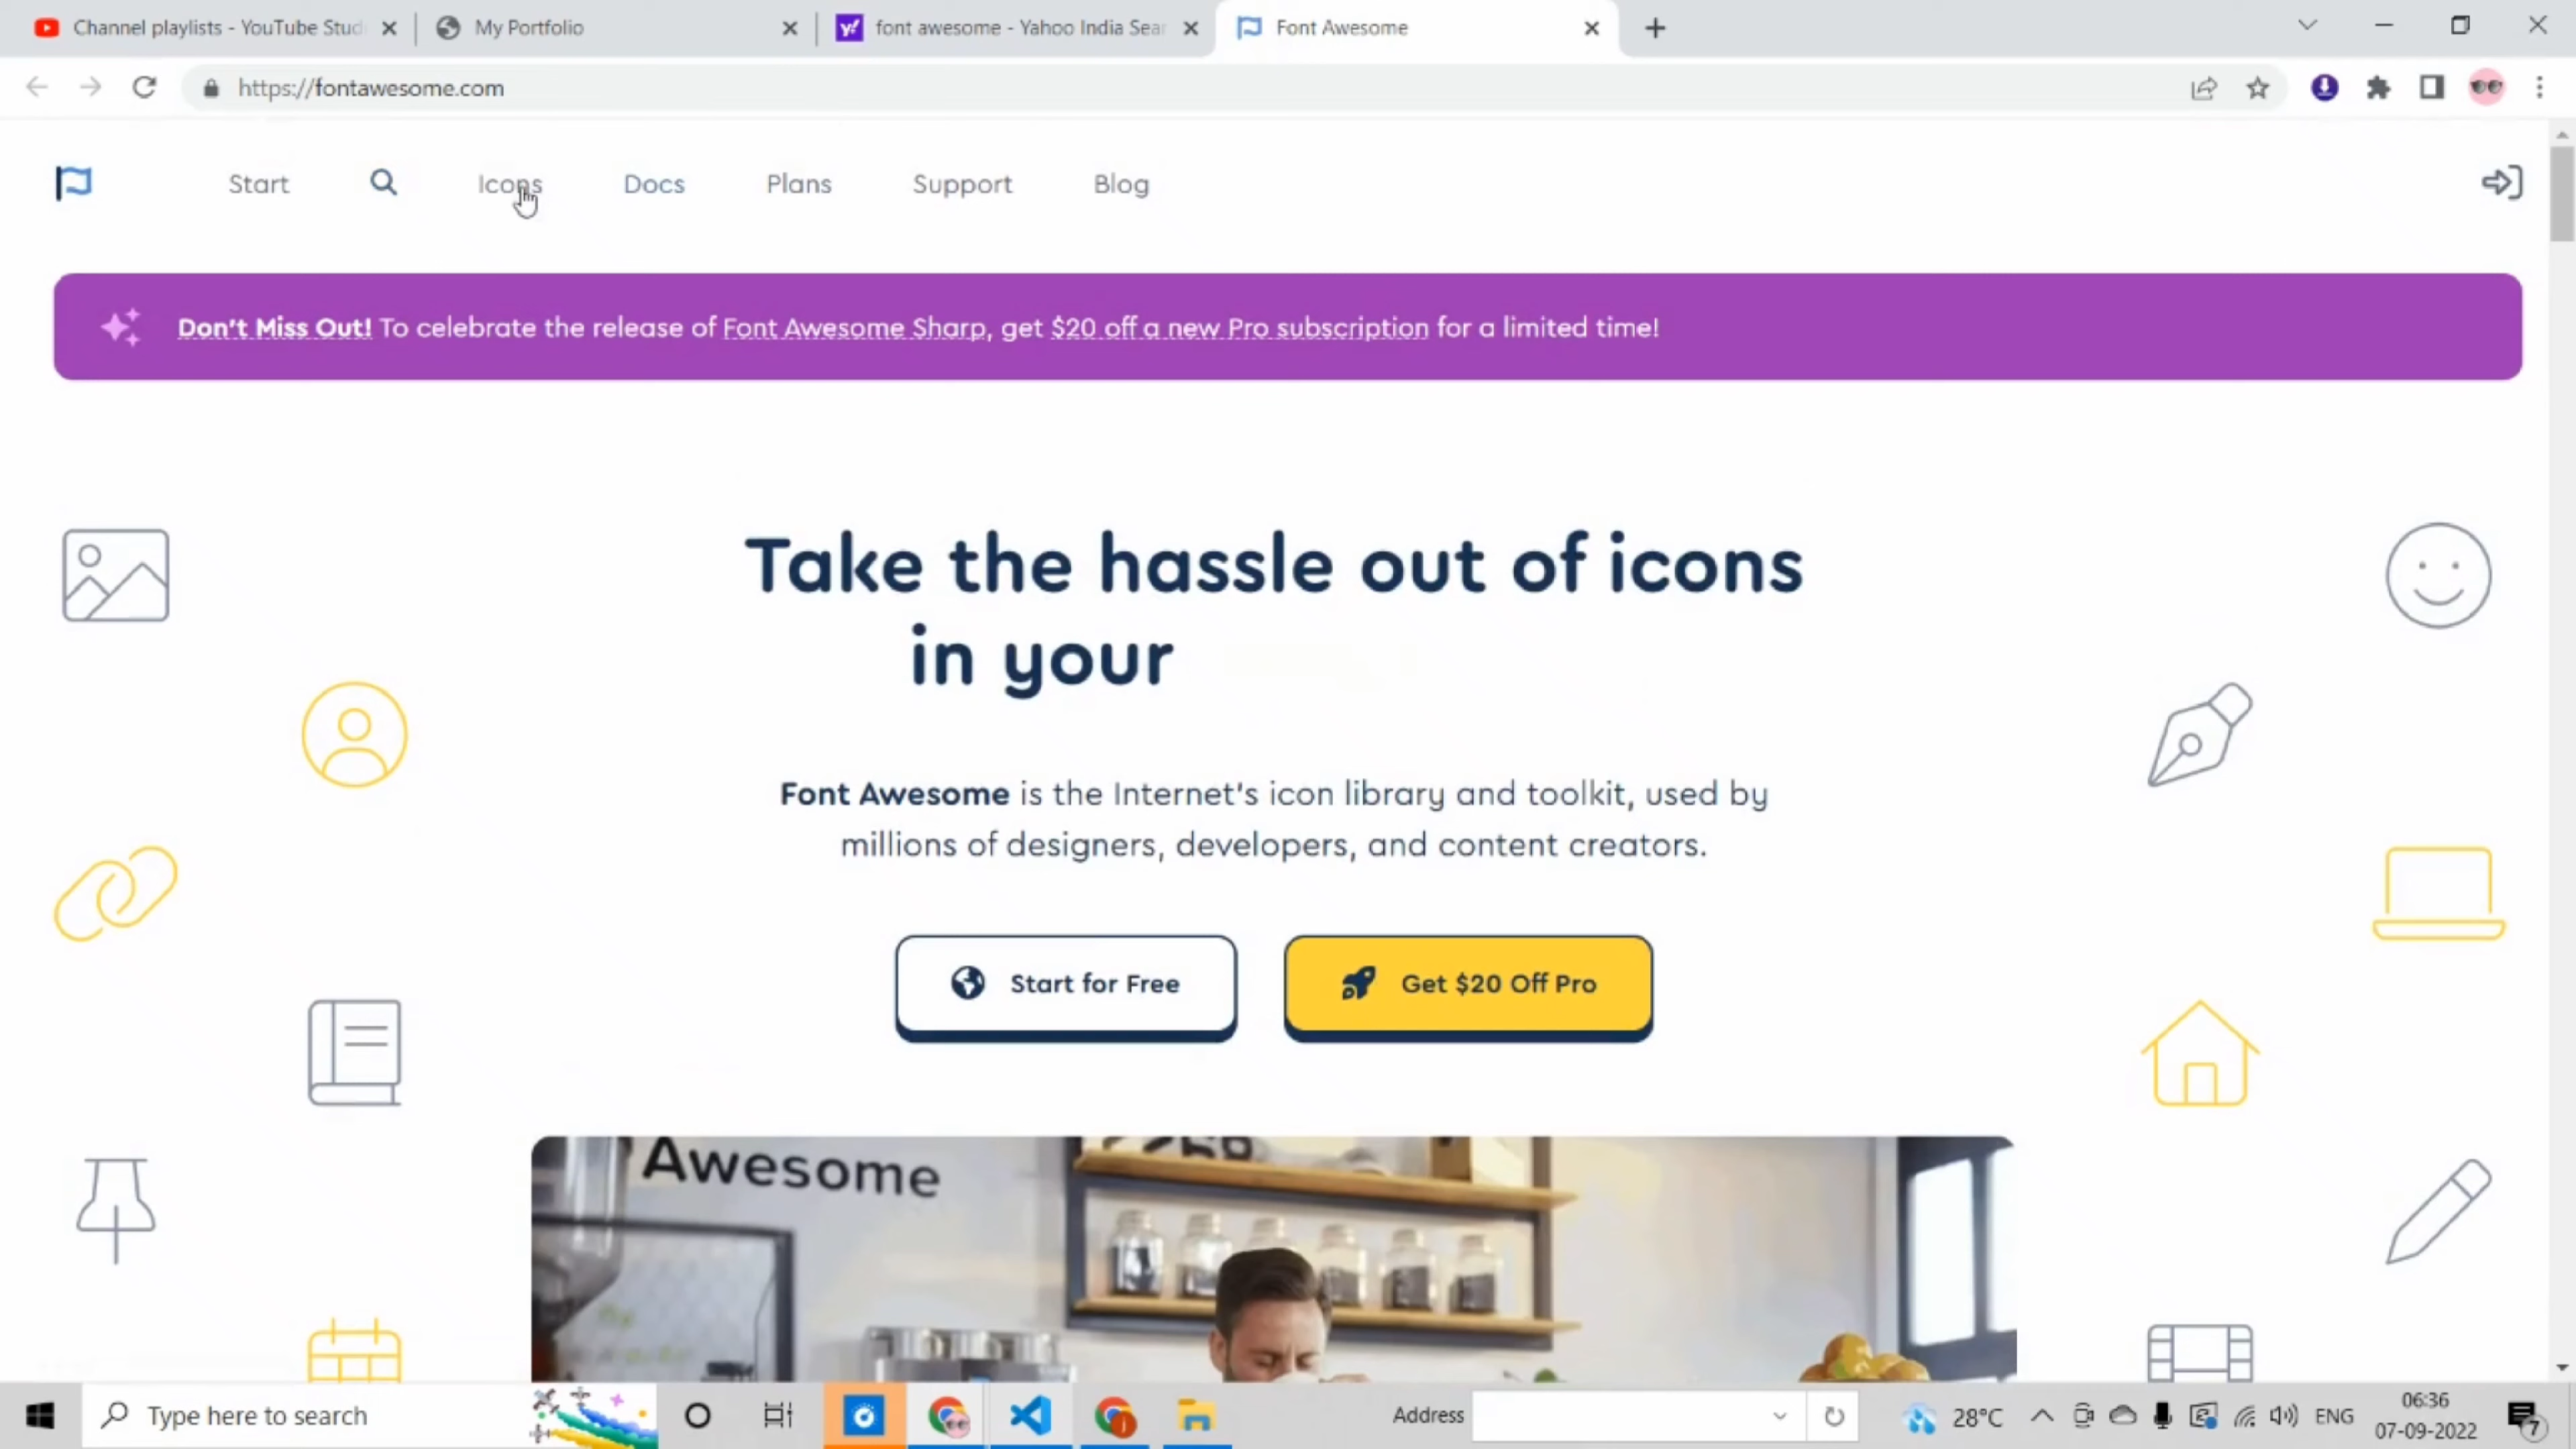 Channel playlists - YouTube Stud
My Portfolio
font awesome - Yahoo India Sear
Font Awesome
https://fontawesome.com
Start
Icons
Docs
Plans
Support
Blog
Don't Miss Out! To celebrate the release of Font Awesome Sharp, get $20 off a new Pro subscription for a limited time!
Take the hassle out of icons
in your
Font Awesome is the Internet's icon library and toolkit, used by
millions of designers, developers, and content creators.
Start for Free
Get $20 Off Pro
Awesome
Type here to search
Address
28°C
ENG
06:36
07-09-2022
7